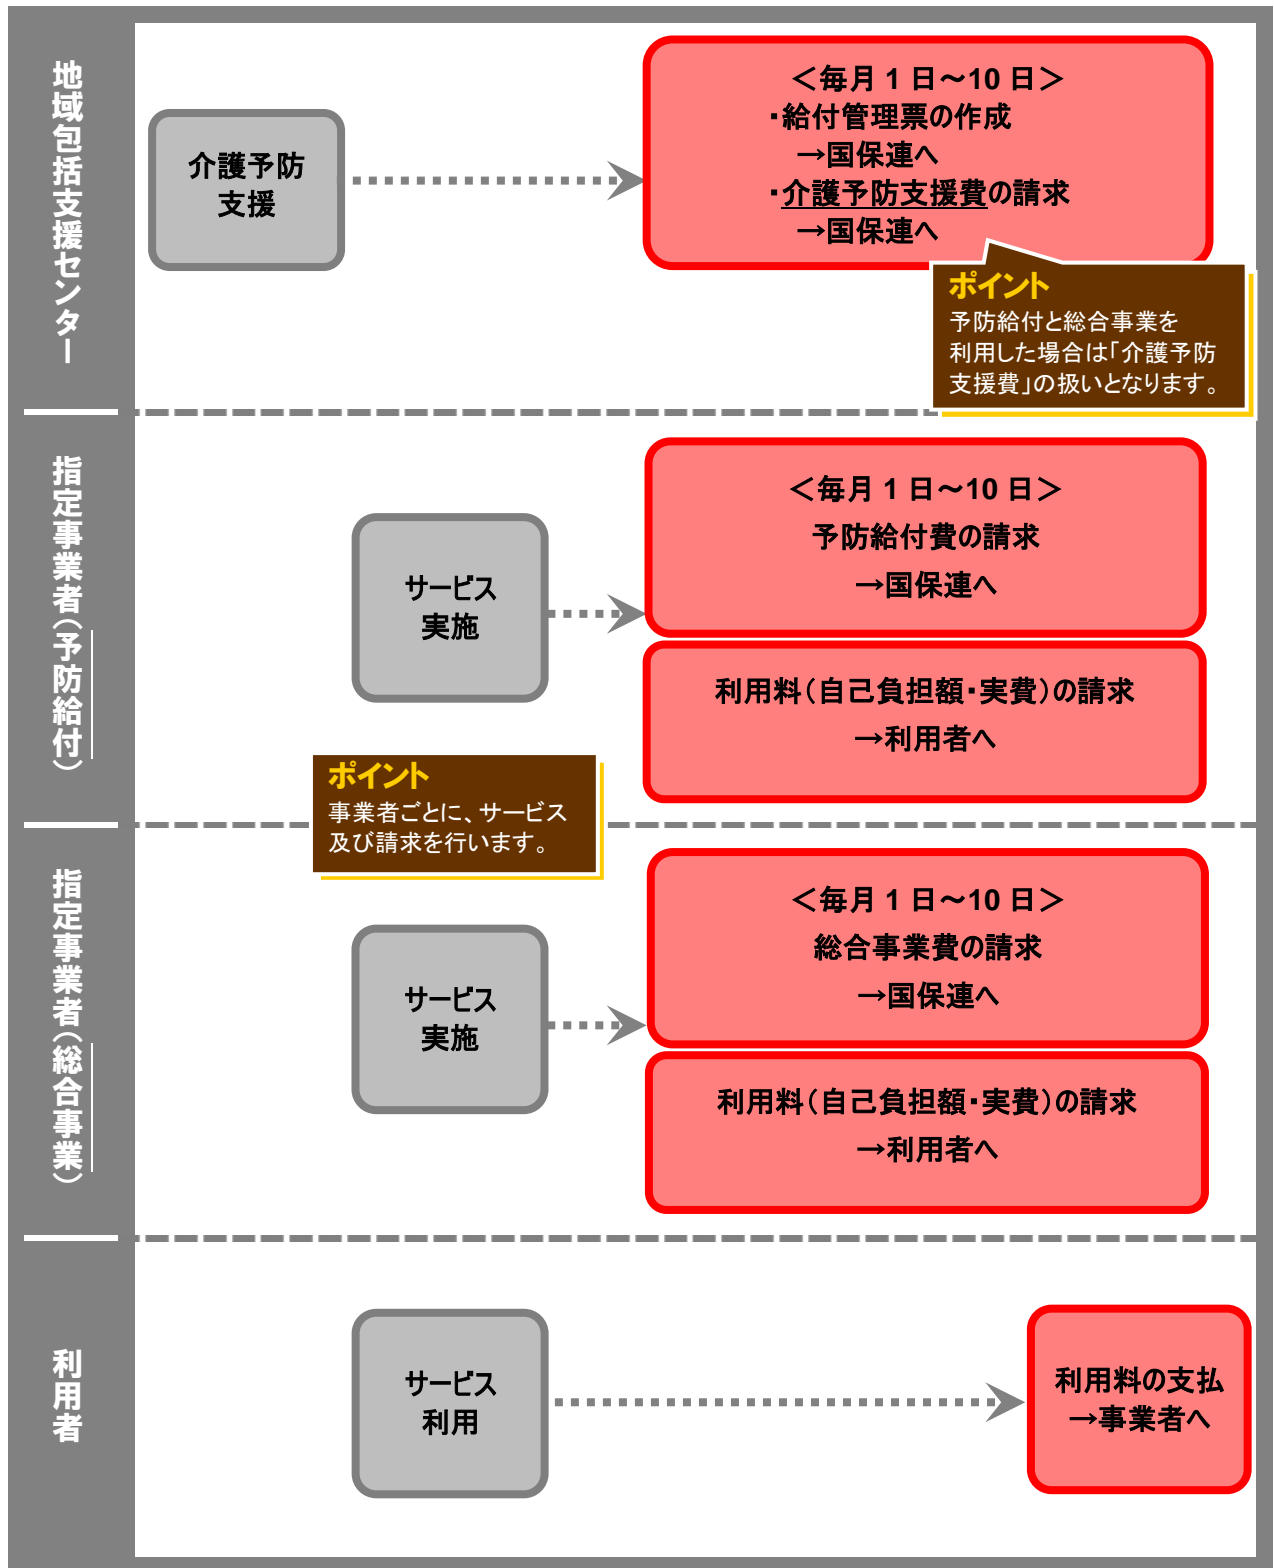 地域包括支援センター
介護予防
支援
＜毎月 1 日～10 日＞
・給付管理票の作成
→国保連へ
・介護予防支援費の請求
→国保連へ
ポイント
予防給付と総合事業を
利用した場合は「介護予防
支援費」の扱いとなります。
指定事業者（予防給付）
サービス
実施
＜毎月 1 日～10 日＞
予防給付費の請求
→国保連へ
利用料（自己負担額・実費）の請求
→利用者へ
ポイント
事業者ごとに、サービス
及び請求を行います。
指定事業者（総合事業）
サービス
実施
＜毎月 1 日～10 日＞
総合事業費の請求
→国保連へ
利用料（自己負担額・実費）の請求
→利用者へ
利用者
サービス
利用
利用料の支払
→事業者へ